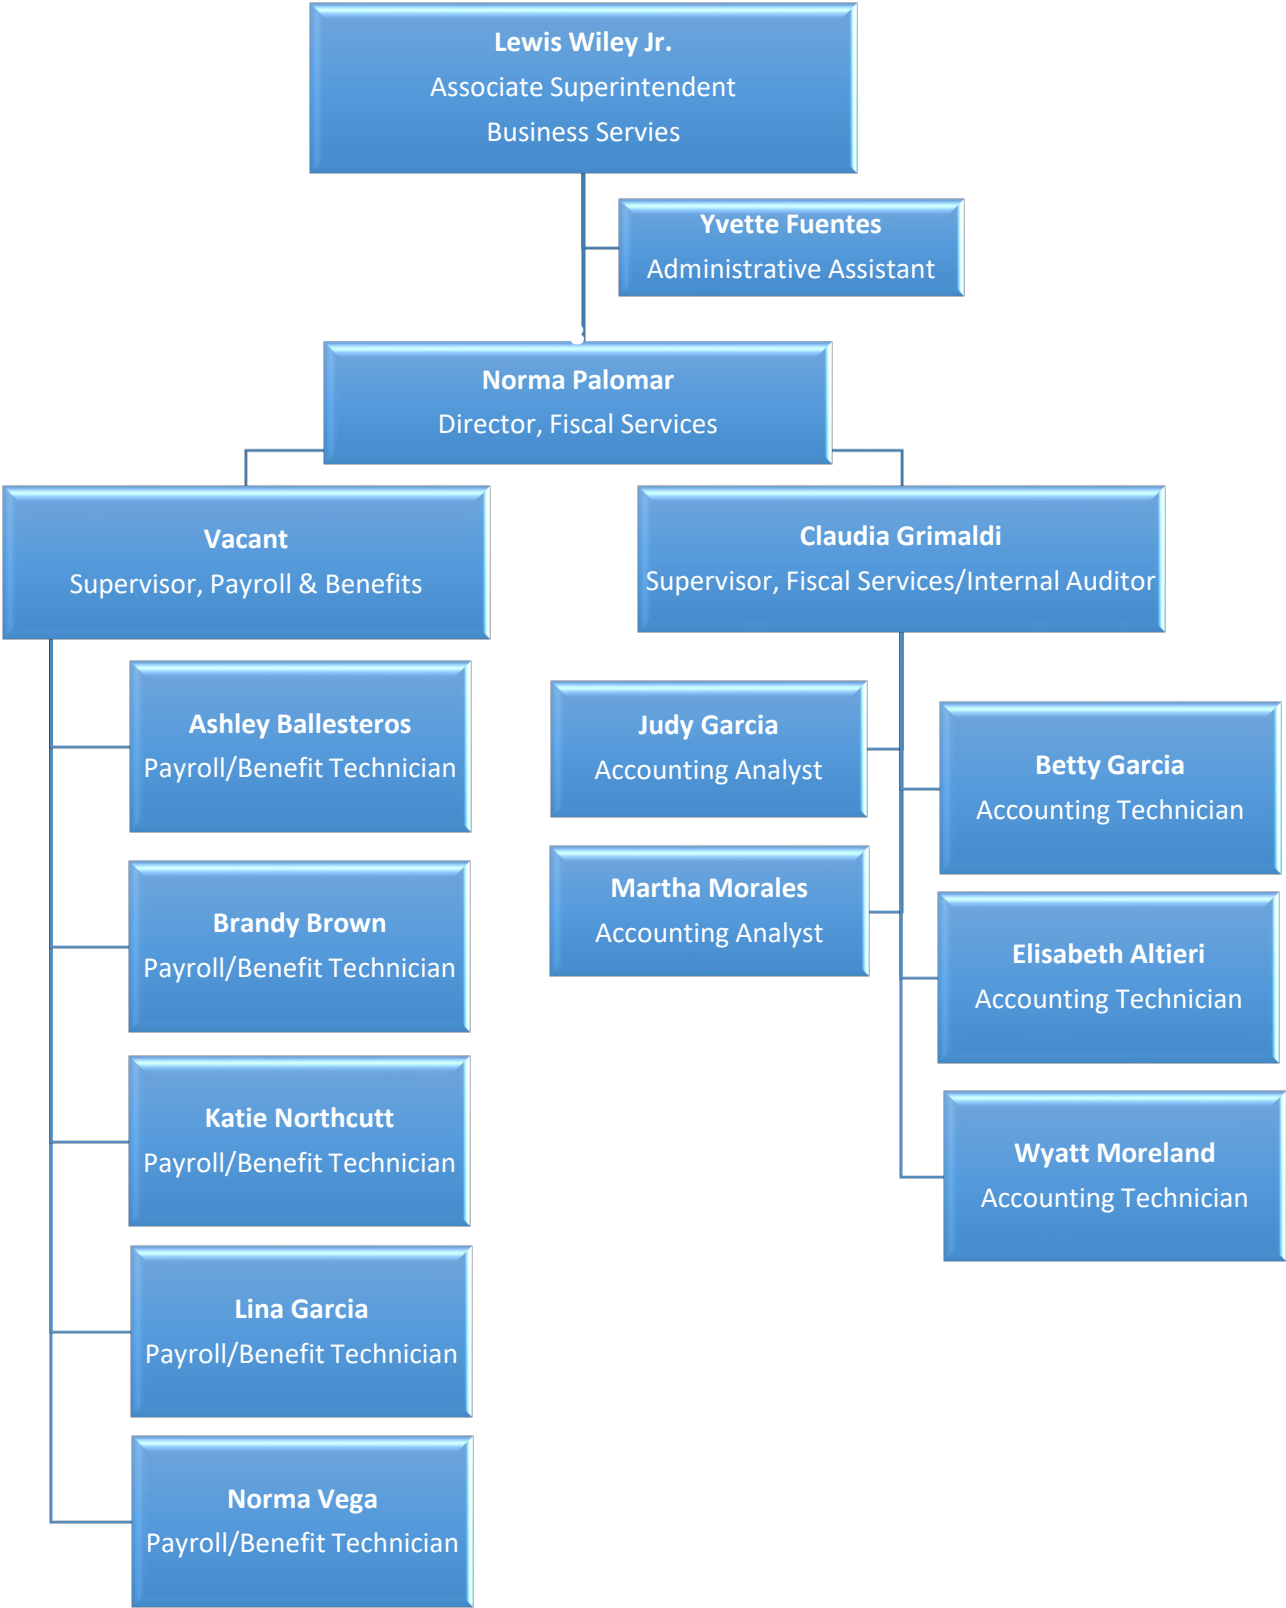 Lewis Wiley Jr.
Associate Superintendent
Business Servies
Yvette Fuentes
Administrative Assistant
Norma Palomar
Director, Fiscal Services
Vacant
Supervisor, Payroll & Benefits
Claudia Grimaldi
Supervisor, Fiscal Services/Internal Auditor
Ashley Ballesteros
Payroll/Benefit Technician
Brandy Brown
Payroll/Benefit Technician
Katie Northcutt
Payroll/Benefit Technician
Lina Garcia
Payroll/Benefit Technician
Norma Vega
Payroll/Benefit Technician
Judy Garcia
Accounting Analyst
Martha Morales
Accounting Analyst
Betty Garcia
Accounting Technician
Elisabeth Altieri
Accounting Technician
Wyatt Moreland
Accounting Technician